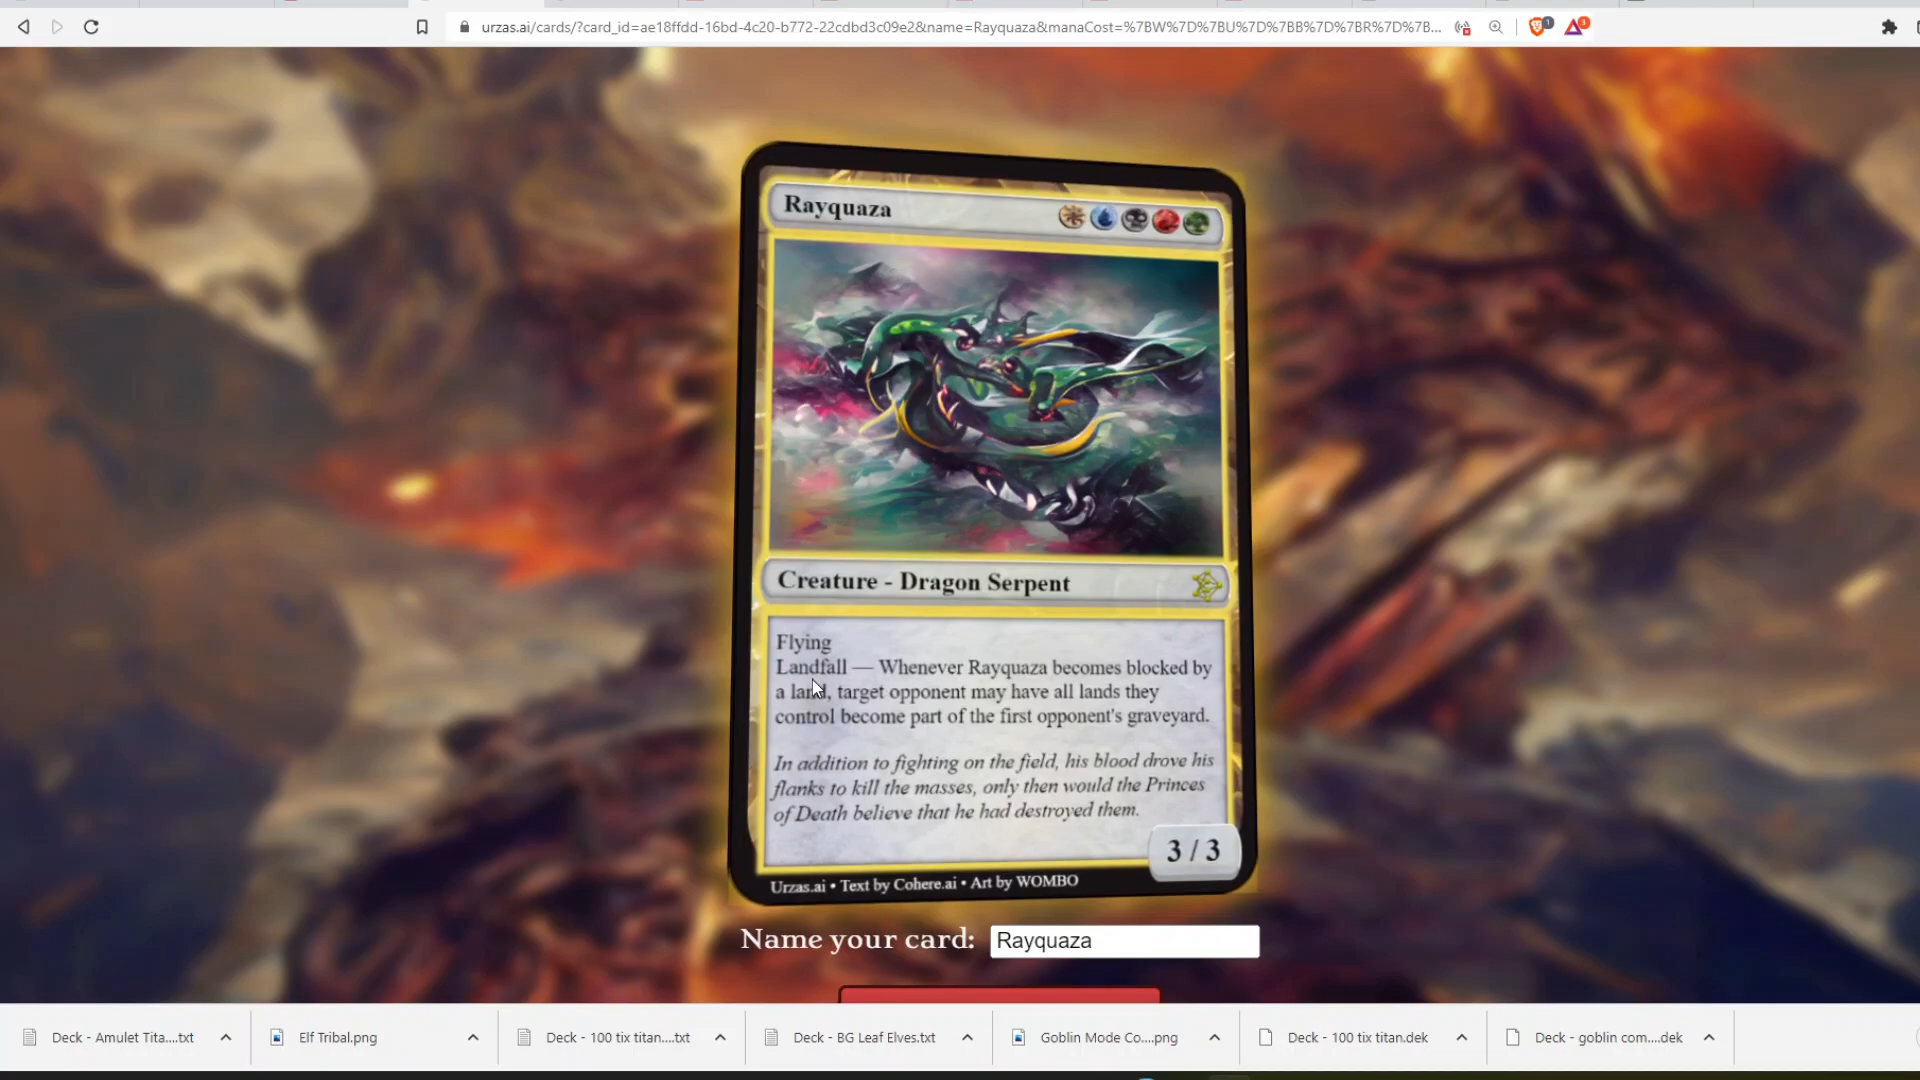 urzas.ai/cards/?card_id=ae18ffdd-16bd-4c20-b772-22cdbd3c09e2&name=Rayquaza&manaCost=%7BW%7D%7BU%7D%7BB%7D%7BR%7D%7B...
1
3
Rayquaza
Creature - Dragon Serpent
Flying
Landfall — Whenever Rayquaza becomes blocked by
a land, target opponent may have all lands they
control become part of the first opponent's graveyard.
In addition to fighting on the field, his blood drove his
flanks to kill the masses, only then would the Princes
of Death believe that he had destroyed them.
3 / 3
Urzas.ai • Text by Cohere.ai • Art by WOMBO
Name your card: Rayquaza
Deck - Amulet Tita....txt
Elf Tribal.png
Deck - 100 tix titan....txt
Deck - BG Leaf Elves.txt
Goblin Mode Co....png
Deck - 100 tix titan.dek
Deck - goblin com....dek